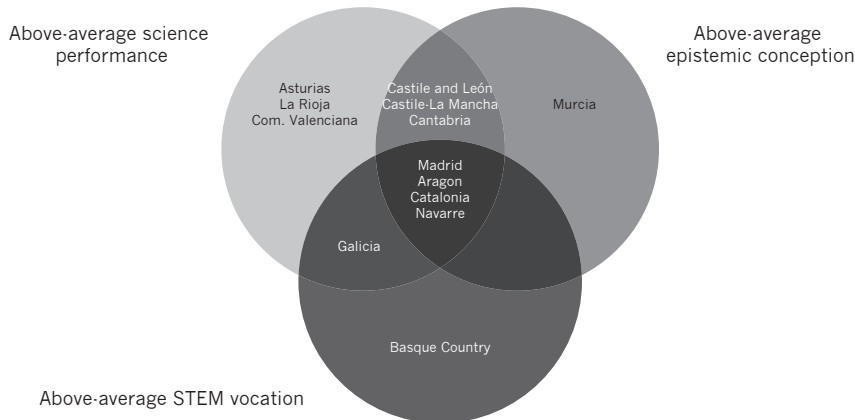 Above-average science
performance
Above-average
epistemic conception
Asturias
La Rioja
Com. Valenciana
Castile and León
Castile-La Mancha
Cantabria
Murcia
Madrid
Aragon
Catalonia
Navarre
Galicia
Basque Country
Above-average STEM vocation